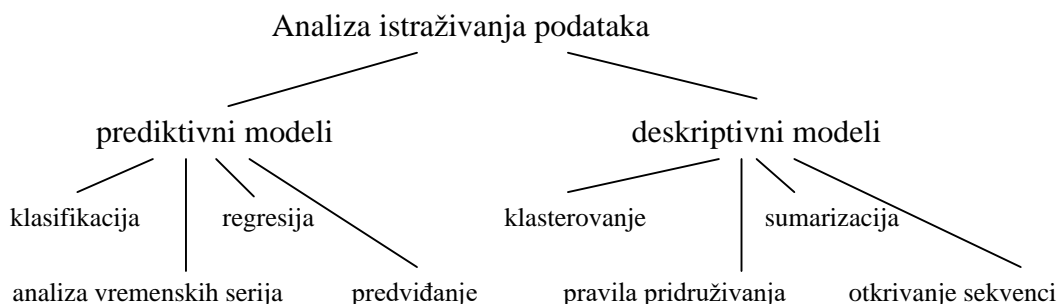 Analiza istraživanja podataka
prediktivni modeli
deskriptivni modeli
klasifikacija
regresija
klasterovanje
sumarizacija
analiza vremenskih serija
predviđanje
pravila pridruživanja
otkrivanje sekvenci